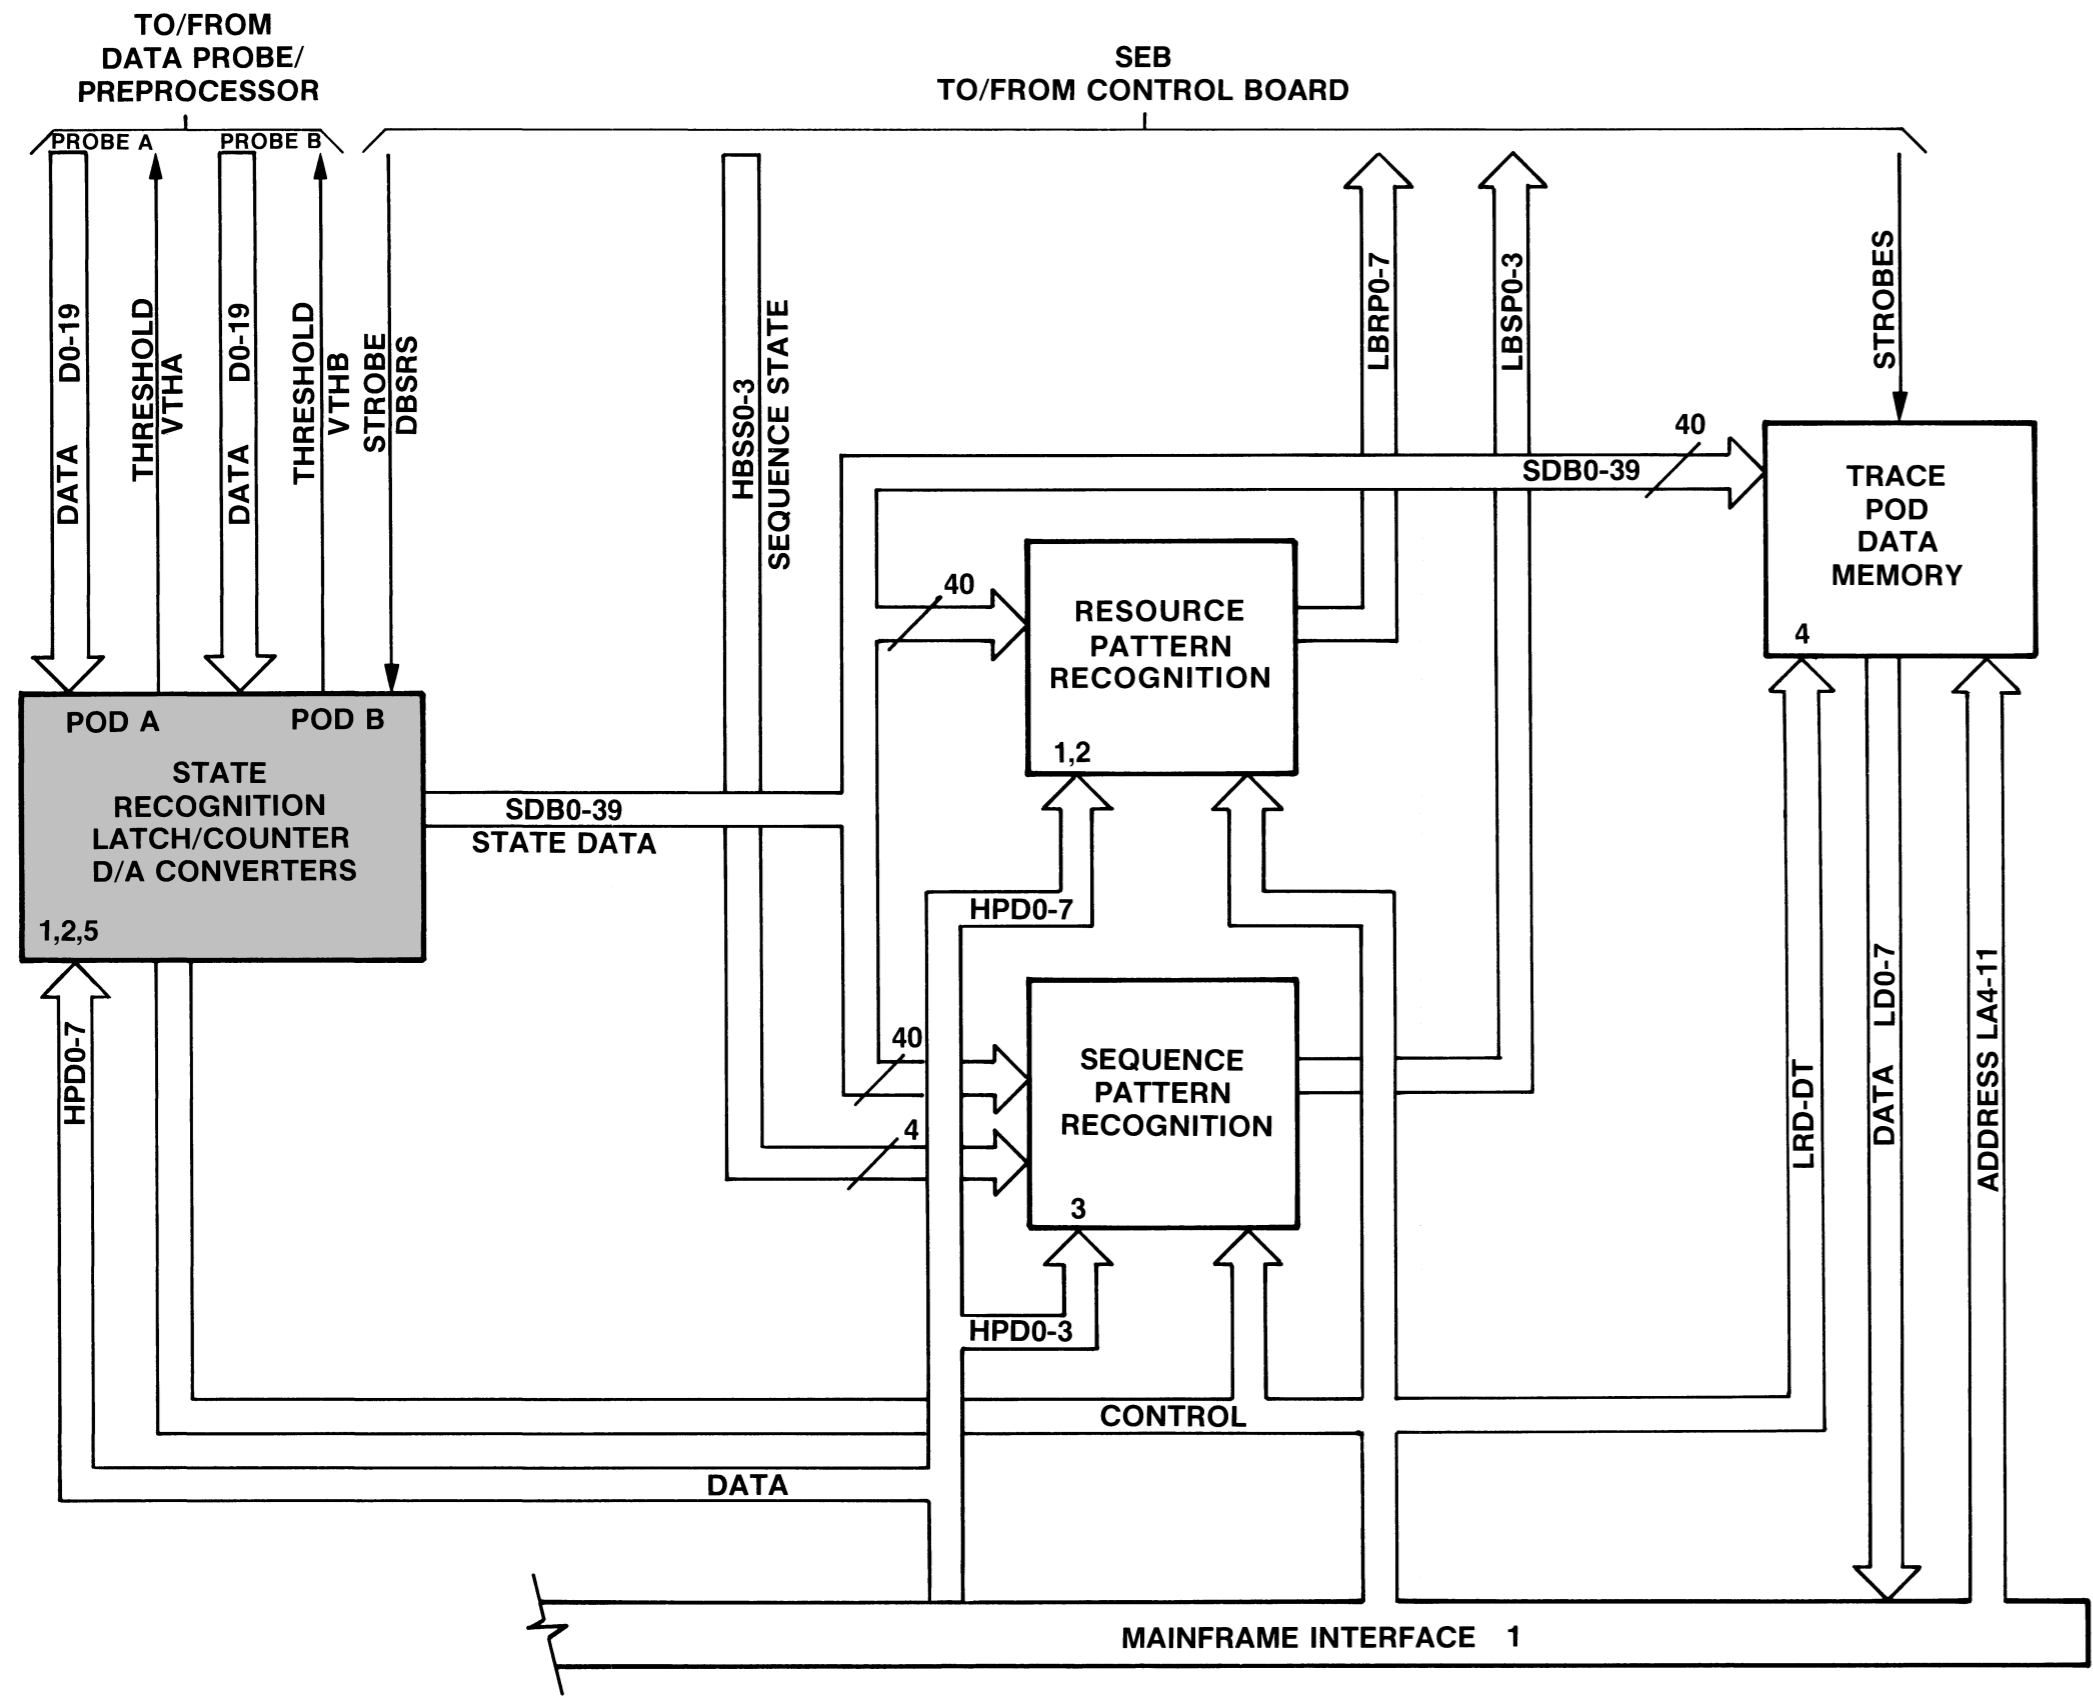 TO/FROM
DATA PROBE/
PREPROCESSOR
SEB
TO/FROM CONTROL BOARD
PROBE A
PROBE B
DATA D0-19
THRESHOLD
VTHA
DATA D0-19
THRESHOLD
VTHB
STROBE
DBSRS
HBSS0-3
SEQUENCE STATE
LBRP0-7
LBSP0-3
STROBES
40
SDB0-39
TRACE
POD
DATA
MEMORY
4
40
RESOURCE
PATTERN
RECOGNITION
1,2
POD A
POD B
STATE
RECOGNITION
LATCH/COUNTER
D/A CONVERTERS
1,2,5
SDB0-39
STATE DATA
HPD0-7
HPD0-7
40
4
SEQUENCE
PATTERN
RECOGNITION
3
HPD0-3
LRD-DT
DATA LD0-7
ADDRESS LA4-11
CONTROL
DATA
MAINFRAME INTERFACE 1